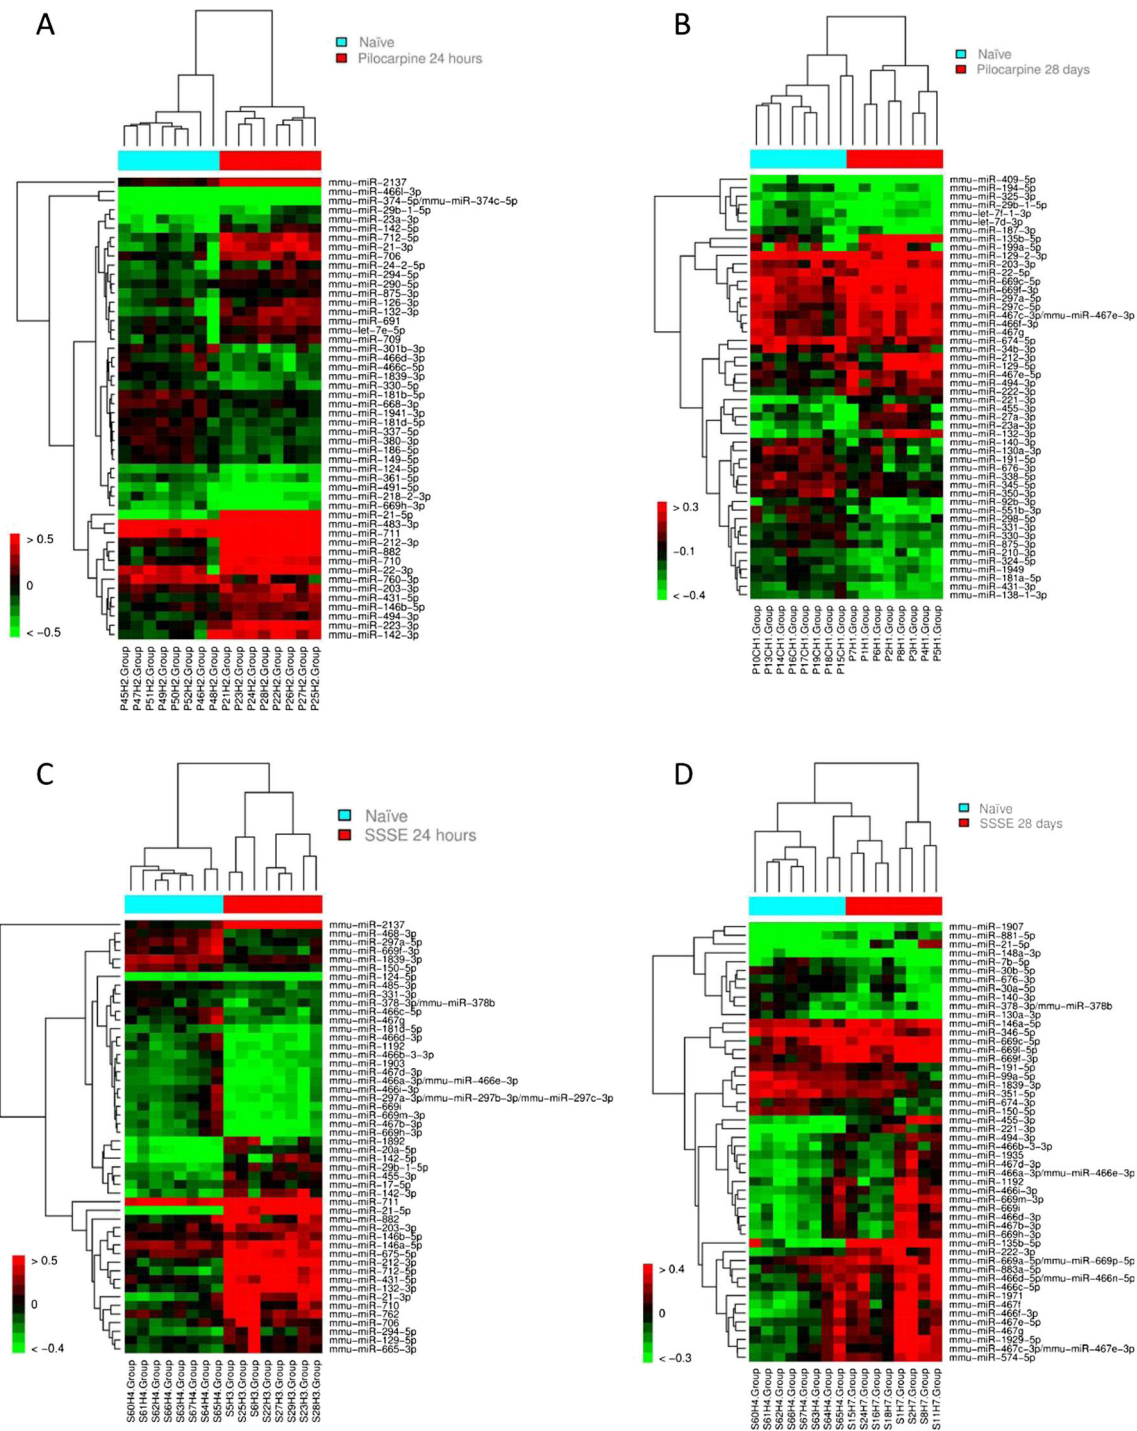 A
Naïve
Pilocarpine 24 hours
mmu-miR-2137
mmu-miR-466l-3p
mmu-miR-374-5p/mmu-miR-374c-5p
mmu-miR-29b-1-5p
mmu-miR-23a-3p
mmu-miR-142-5p
mmu-miR-712-5p
mmu-miR-21-3p
mmu-miR-706
mmu-miR-24-2-5p
mmu-miR-294-5p
mmu-miR-290-5p
mmu-miR-875-3p
mmu-miR-126-3p
mmu-miR-132-3p
mmu-miR-691
mmu-let-7e-5p
mmu-miR-709
mmu-miR-301b-3p
mmu-miR-466d-3p
mmu-miR-466c-5p
mmu-miR-1839-3p
mmu-miR-330-5p
mmu-miR-181b-5p
mmu-miR-668-3p
mmu-miR-1941-3p
mmu-miR-181d-5p
mmu-miR-337-5p
mmu-miR-380-3p
mmu-miR-186-5p
mmu-miR-149-5p
mmu-miR-124-5p
mmu-miR-361-5p
mmu-miR-491-5p
mmu-miR-218-2-3p
mmu-miR-669h-3p
mmu-miR-21-5p
mmu-miR-483-3p
mmu-miR-711
mmu-miR-212-3p
mmu-miR-882
mmu-miR-710
mmu-miR-22-3p
mmu-miR-760-3p
mmu-miR-203-3p
mmu-miR-431-5p
mmu-miR-146b-5p
mmu-miR-494-3p
mmu-miR-223-3p
mmu-miR-142-3p
> 0.5
0
< −0.5
P45H2.Group
P47H2.Group
P51H2.Group
P49H2.Group
P50H2.Group
P52H2.Group
P46H2.Group
P48H2.Group
P21H2.Group
P23H2.Group
P24H2.Group
P28H2.Group
P22H2.Group
P26H2.Group
P27H2.Group
P25H2.Group
B
Naïve
Pilocarpine 28 days
mmu-miR-409-5p
mmu-miR-194-5p
mmu-miR-325-3p
mmu-miR-29b-1-5p
mmu-let-7f-1-3p
mmu-let-7d-3p
mmu-miR-187-3p
mmu-miR-135b-5p
mmu-miR-199a-5p
mmu-miR-129-2-3p
mmu-miR-203-3p
mmu-miR-22-5p
mmu-miR-669c-5p
mmu-miR-669f-3p
mmu-miR-297a-5p
mmu-miR-297c-5p
mmu-miR-467c-3p/mmu-miR-467e-3p
mmu-miR-466f-3p
mmu-miR-467g
mmu-miR-674-5p
mmu-miR-34b-3p
mmu-miR-212-3p
mmu-miR-129-5p
mmu-miR-467e-5p
mmu-miR-494-3p
mmu-miR-222-3p
mmu-miR-221-3p
mmu-miR-455-3p
mmu-miR-27a-3p
mmu-miR-23a-3p
mmu-miR-132-3p
mmu-miR-140-3p
mmu-miR-130a-3p
mmu-miR-191-5p
mmu-miR-676-3p
mmu-miR-338-5p
mmu-miR-345-5p
mmu-miR-350-3p
mmu-miR-92b-3p
mmu-miR-551b-3p
mmu-miR-298-5p
mmu-miR-331-3p
mmu-miR-330-3p
mmu-miR-875-3p
mmu-miR-210-3p
mmu-miR-324-5p
mmu-miR-1949
mmu-miR-181a-5p
mmu-miR-431-3p
mmu-miR-138-1-3p
> 0.3
−0.1
< −0.4
P10CH1.Group
P13CH1.Group
P14CH1.Group
P16CH1.Group
P17CH1.Group
P19CH1.Group
P18CH1.Group
P15CH1.Group
P7H1.Group
P1H1.Group
P6H1.Group
P2H1.Group
P8H1.Group
P3H1.Group
P4H1.Group
P5H1.Group
C
Naïve
SSSE 24 hours
mmu-miR-2137
mmu-miR-468-3p
mmu-miR-297a-5p
mmu-miR-669f-3p
mmu-miR-1839-3p
mmu-miR-150-5p
mmu-miR-124-5p
mmu-miR-485-3p
mmu-miR-331-3p
mmu-miR-378-3p/mmu-miR-378b
mmu-miR-466c-5p
mmu-miR-467g
mmu-miR-181d-5p
mmu-miR-466d-3p
mmu-miR-1192
mmu-miR-466b-3-3p
mmu-miR-1903
mmu-miR-467d-3p
mmu-miR-466a-3p/mmu-miR-466e-3p
mmu-miR-466i-3p
mmu-miR-297a-3p/mmu-miR-297b-3p/mmu-miR-297c-3p
mmu-miR-669i
mmu-miR-669m-3p
mmu-miR-467b-3p
mmu-miR-669h-3p
mmu-miR-1892
mmu-miR-20a-5p
mmu-miR-142-5p
mmu-miR-29b-1-5p
mmu-miR-455-3p
mmu-miR-17-5p
mmu-miR-142-3p
mmu-miR-711
mmu-miR-21-5p
mmu-miR-882
mmu-miR-203-3p
mmu-miR-146b-5p
mmu-miR-146a-5p
mmu-miR-675-5p
mmu-miR-212-3p
mmu-miR-712-5p
mmu-miR-431-5p
mmu-miR-132-3p
mmu-miR-21-3p
mmu-miR-710
mmu-miR-762
mmu-miR-706
mmu-miR-294-5p
mmu-miR-129-5p
mmu-miR-665-3p
> 0.5
0
< −0.4
S60H4.Group
S61H4.Group
S62H4.Group
S66H4.Group
S63H4.Group
S67H4.Group
S64H4.Group
S65H4.Group
S5H3.Group
S25H3.Group
S6H3.Group
S22H3.Group
S27H3.Group
S29H3.Group
S23H3.Group
S28H3.Group
D
Naïve
SSSE 28 days
mmu-miR-1907
mmu-miR-881-5p
mmu-miR-21-5p
mmu-miR-148a-3p
mmu-miR-7b-5p
mmu-miR-30b-5p
mmu-miR-676-3p
mmu-miR-30a-5p
mmu-miR-140-3p
mmu-miR-378-3p/mmu-miR-378b
mmu-miR-130a-3p
mmu-miR-146a-5p
mmu-miR-346-5p
mmu-miR-669c-5p
mmu-miR-669l-5p
mmu-miR-669f-3p
mmu-miR-191-5p
mmu-miR-99a-5p
mmu-miR-1839-3p
mmu-miR-351-5p
mmu-miR-674-3p
mmu-miR-150-5p
mmu-miR-455-3p
mmu-miR-221-3p
mmu-miR-494-3p
mmu-miR-466b-3-3p
mmu-miR-1935
mmu-miR-467d-3p
mmu-miR-466a-3p/mmu-miR-466e-3p
mmu-miR-1192
mmu-miR-466i-3p
mmu-miR-669m-3p
mmu-miR-669i
mmu-miR-466d-3p
mmu-miR-467b-3p
mmu-miR-669h-3p
mmu-miR-135b-5p
mmu-miR-222-3p
mmu-miR-669a-5p/mmu-miR-669p-5p
mmu-miR-883a-5p
mmu-miR-466d-5p/mmu-miR-466n-5p
mmu-miR-466c-5p
mmu-miR-1971
mmu-miR-467f
mmu-miR-466f-3p
mmu-miR-467e-5p
mmu-miR-467g
mmu-miR-1929-5p
mmu-miR-467c-3p/mmu-miR-467e-3p
mmu-miR-574-5p
> 0.4
0
< −0.3
S60H4.Group
S61H4.Group
S62H4.Group
S66H4.Group
S67H4.Group
S63H4.Group
S64H4.Group
S65H4.Group
S15H7.Group
S24H7.Group
S16H7.Group
S18H7.Group
S1H7.Group
S2H7.Group
S8H7.Group
S11H7.Group